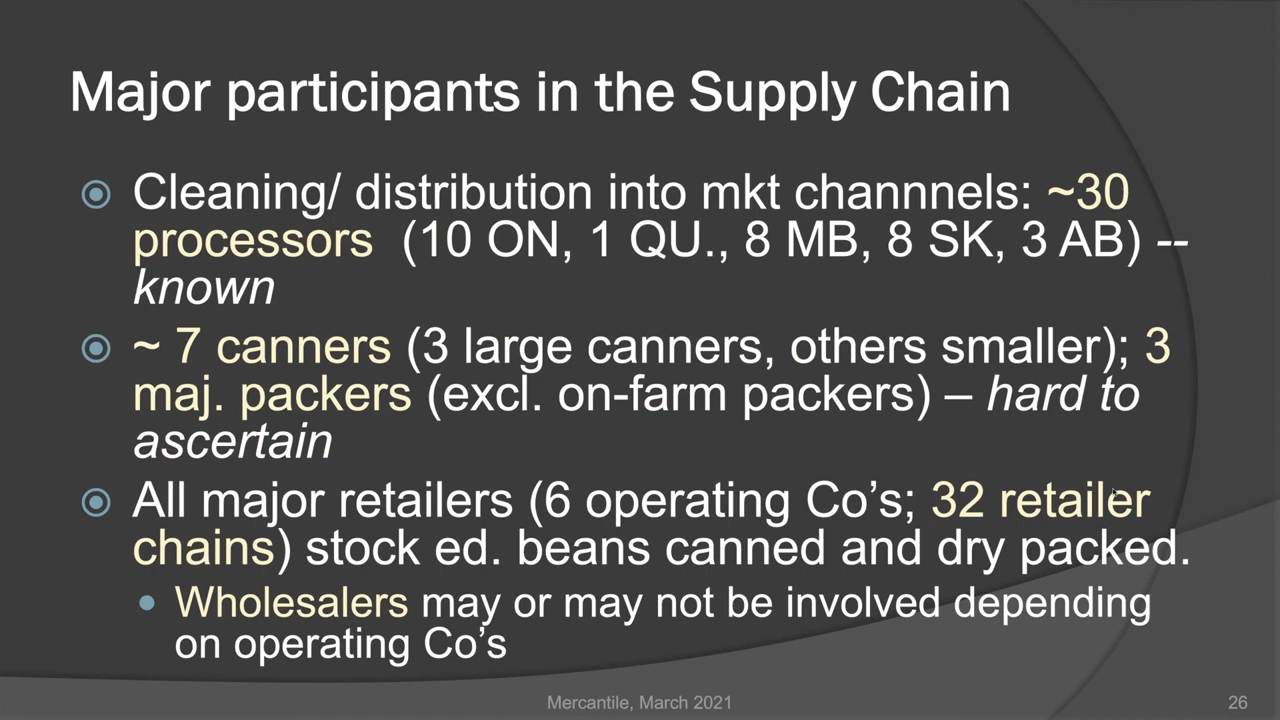 Major participants in the Supply Chain
Cleaning/ distribution into mkt channnels: ~30
processors (10 ON, 1 QU., 8 MB, 8 SK, 3 AB) --
known
~ 7 canners (3 large canners, others smaller); 3
maj. packers (excl. on-farm packers) – hard to
ascertain
All major retailers (6 operating Co’s; 32 retailer
chains) stock ed. beans canned and dry packed.
Wholesalers may or may not be involved depending
on operating Co’s
Mercantile, March 2021
26